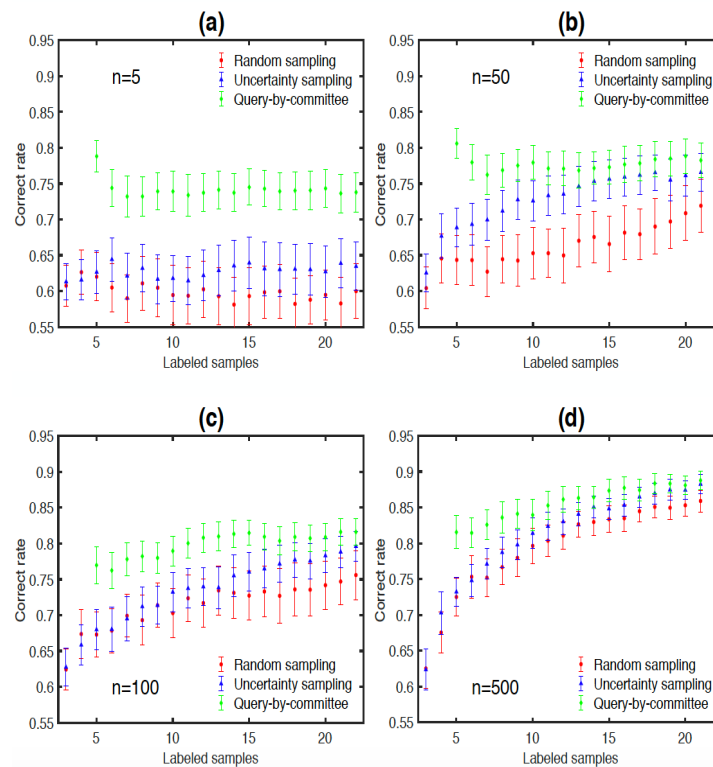 (a)
0.95
0.9
0.85
0.8
0.75
0.7
0.65
0.6
0.55
Correct rate
n=5
Random sampling
Uncertainty sampling
Query-by-committee
5 10 15 20
Labeled samples
(b)
0.95
0.9
0.85
0.8
0.75
0.7
0.65
0.6
0.55
Correct rate
n=50
Random sampling
Uncertainty sampling
Query-by-committee
5 10 15 20
Labeled samples
(c)
0.95
0.9
0.85
0.8
0.75
0.7
0.65
0.6
0.55
Correct rate
n=100
Random sampling
Uncertainty sampling
Query-by-committee
5 10 15 20
Labeled samples
(d)
0.95
0.9
0.85
0.8
0.75
0.7
0.65
0.6
0.55
Correct rate
n=500
Random sampling
Uncertainty sampling
Query-by-committee
5 10 15 20
Labeled samples